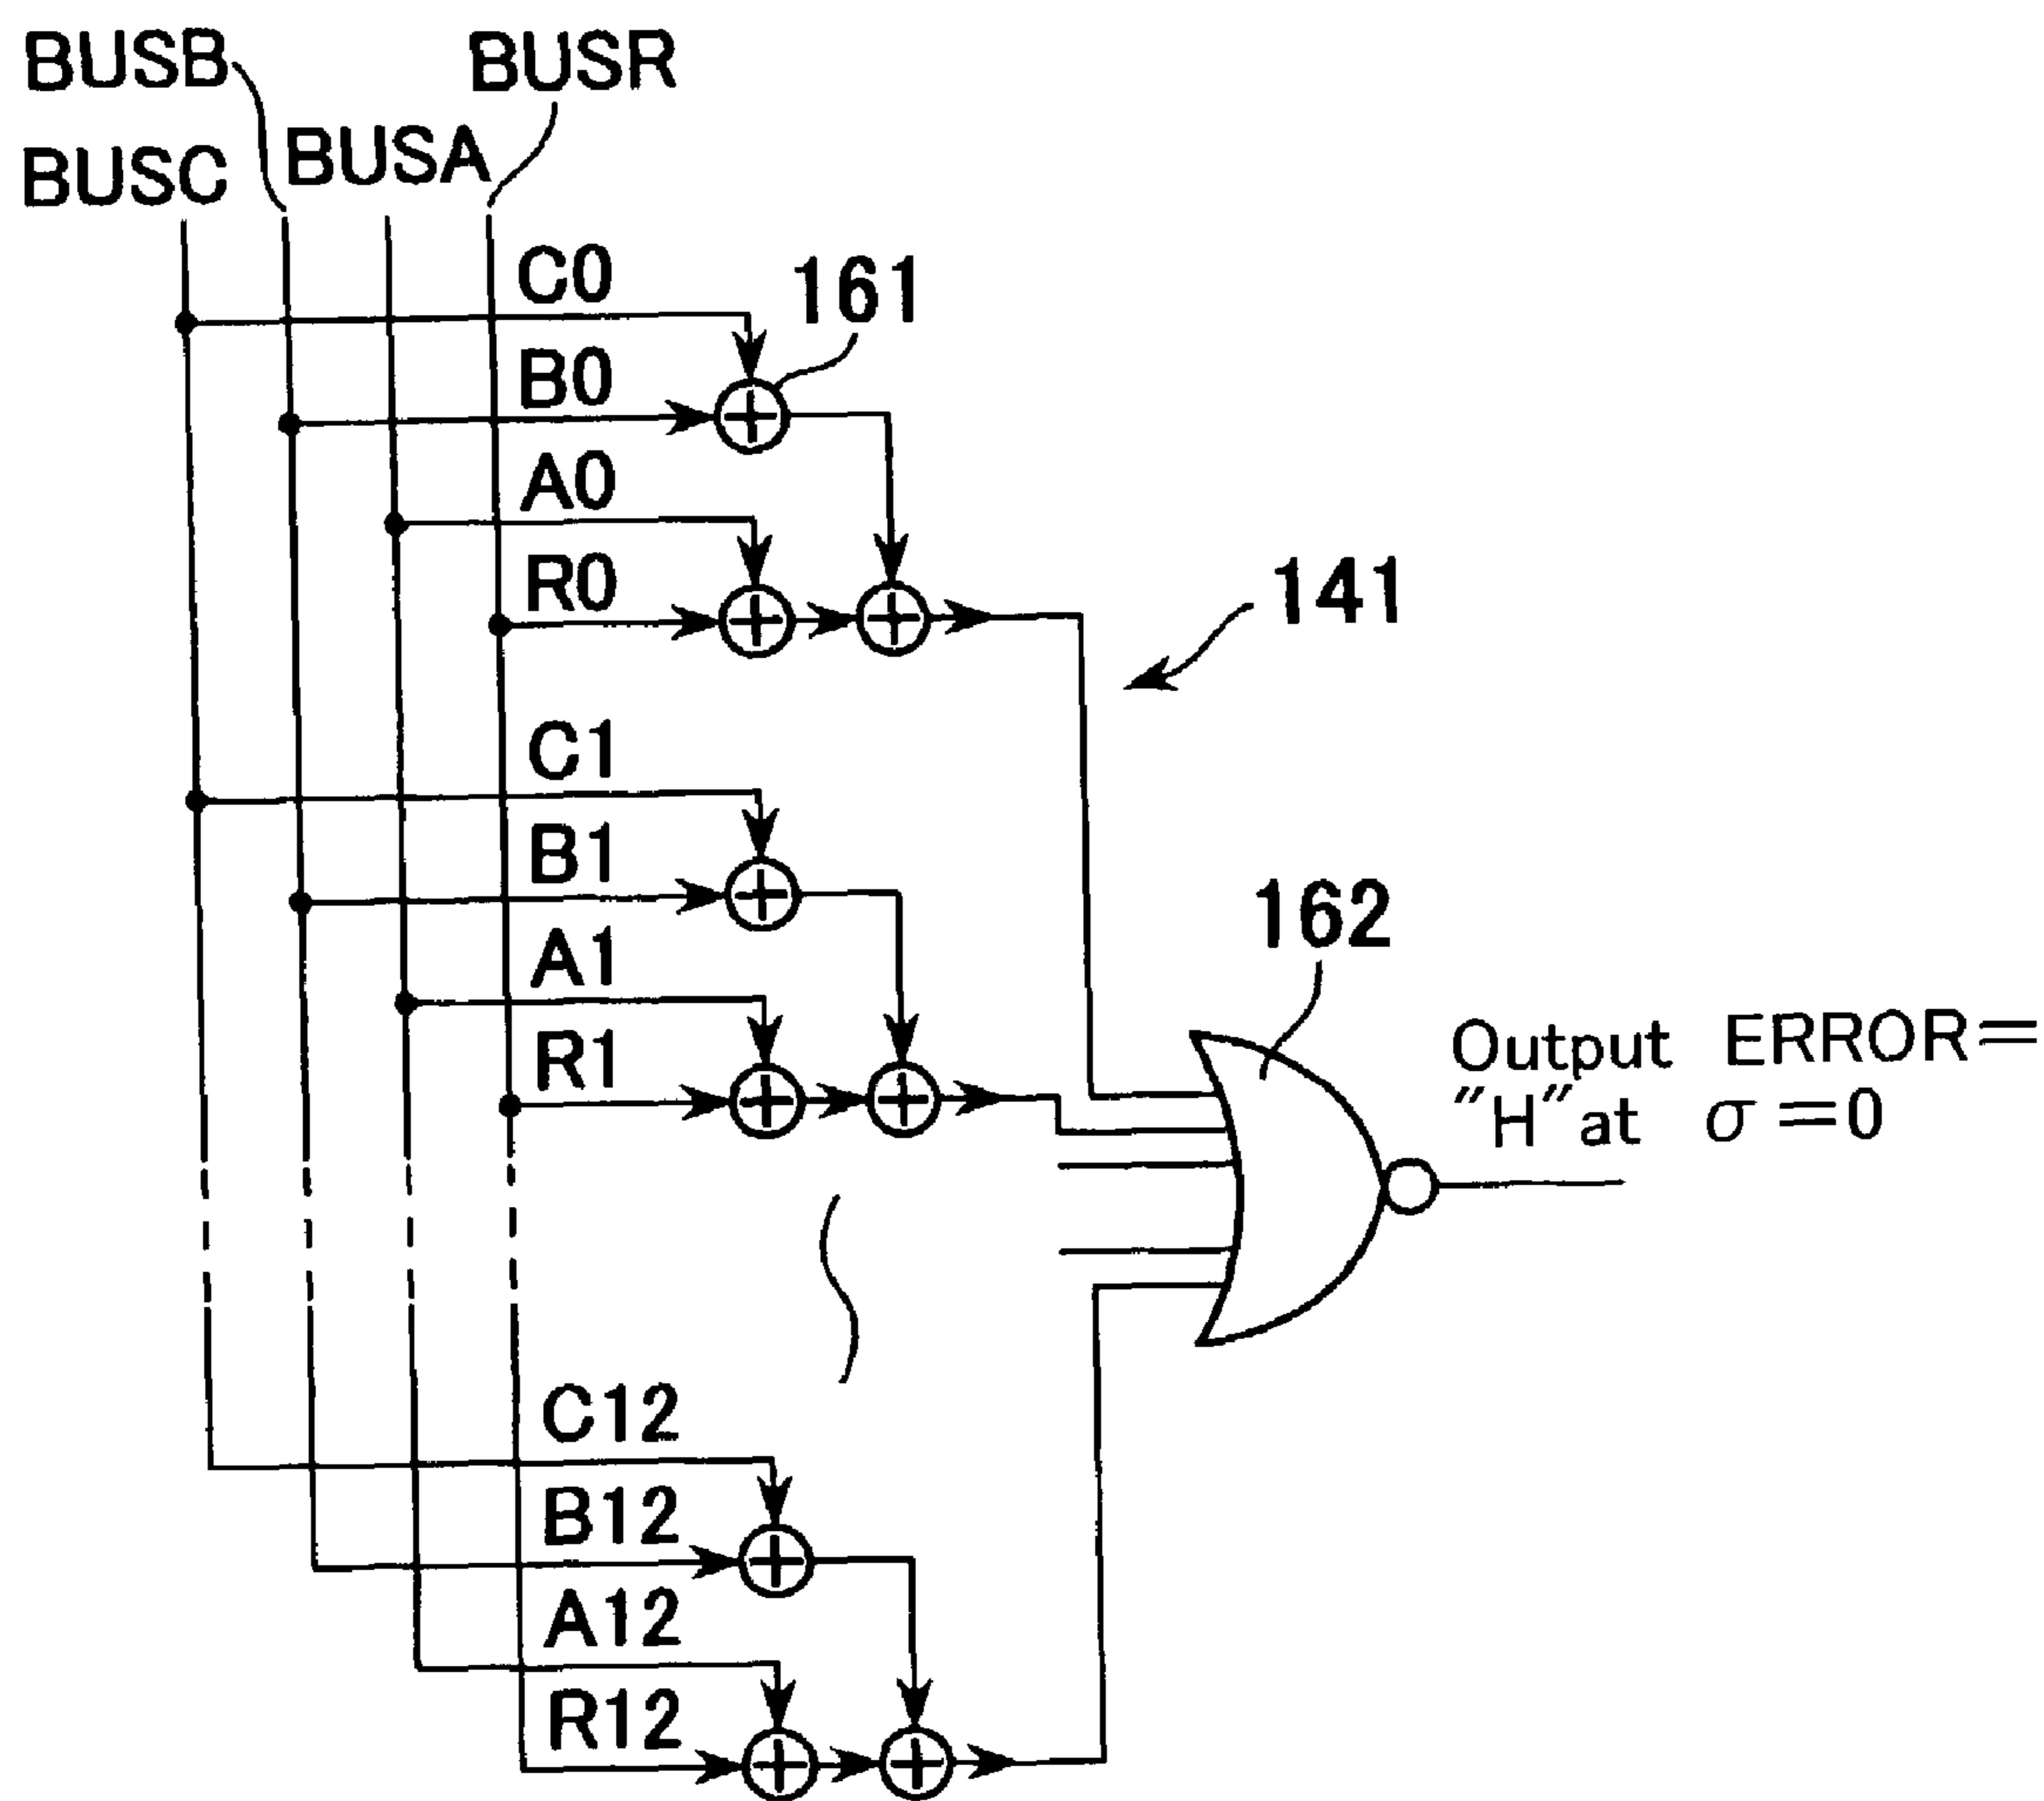 BUSB
BUSR
BUSC
BUSA
C0
161
B0
A0
R0
141
C1
B1
162
A1
R1
Output ERROR=
"H"at σ=0
C12
B12
A12
R12